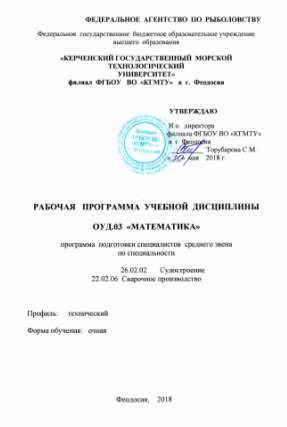 ФЕДЕРАЛЬНОЕ АГЕНТСТВО ПО РЫБОЛОВСТВУ
Федеральное государственное бюджетное образовательное учреждение
высшего образования
«КЕРЧЕНСКИЙ ГОСУДАРСТВЕННЫЙ МОРСКОЙ
ТЕХНОЛОГИЧЕСКИЙ
УНИВЕРСИТЕТ»
филиал ФГБОУ ВО «КГМТУ» в г. Феодосия
УТВЕРЖДАЮ
И.о. директора
филиала ФГБОУ ВО «КГМТУ»
в г. Феодосия
Торубарова С.М.
мая 2018 г.
РАБОЧАЯ ПРОГРАММА УЧЕБНОЙ ДИСЦИПЛИНЫ
ОУД.03 «МАТЕМАТИКА»
программа подготовки специалистов среднего звена
по специальности
26.02.02 Судостроение
22.02.06 Сварочное производство
Профиль: технический
Форма обучения: очная
Феодосия, 2018